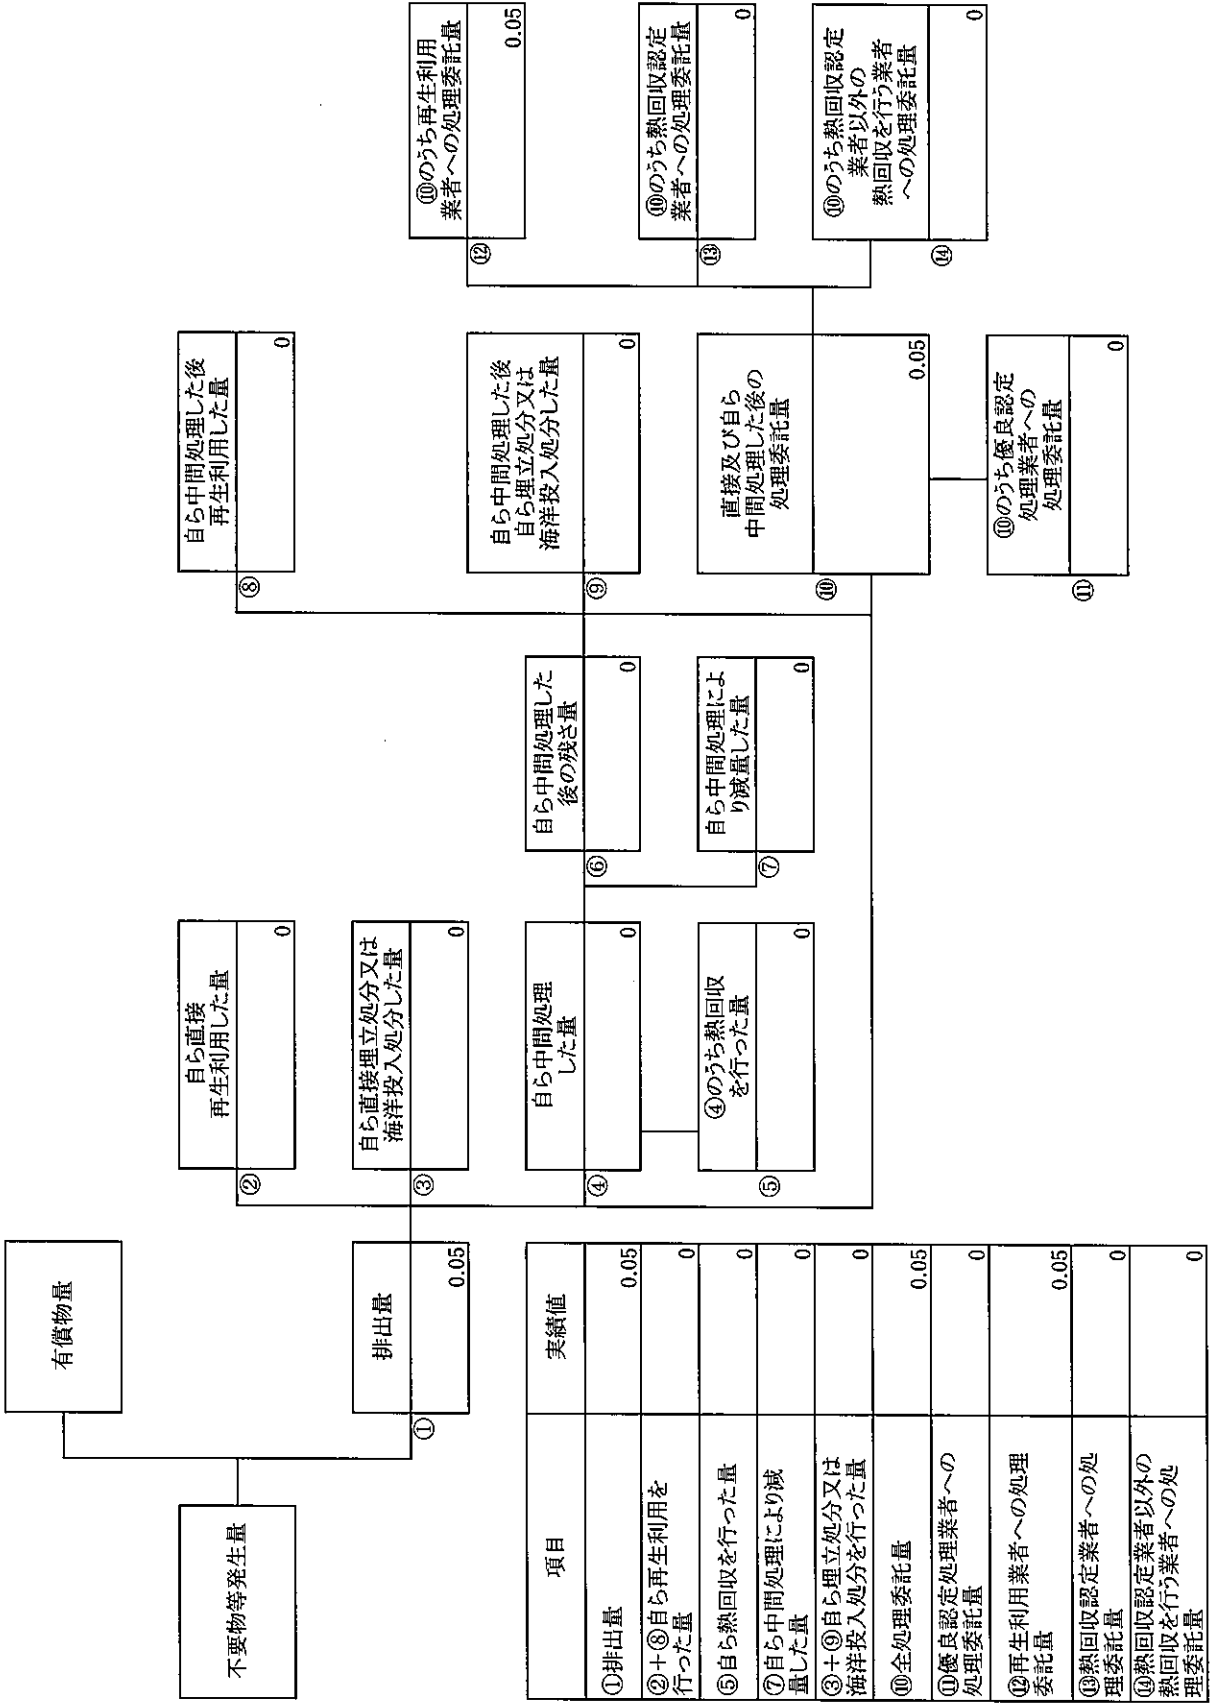 不要物等発生量
有償物量
①
排出量
0.05
②
自ら直接
再生利用した量
0
③
自ら直接埋立処分又は
海洋投入処分した量
0
④
自ら中間処理
した量
0
⑤
④のうち熱回収
を行った量
0
⑥
自ら中間処理した
後の残さ量
0
⑦
自ら中間処理によ
り減量した量
0
⑧
自ら中間処理した後
再生利用した量
0
⑨
自ら中間処理した後
自ら埋立処分又は
海洋投入処分した量
0
⑩
直接及び自ら
中間処理した後の
処理委託量
0.05
⑪
⑩のうち優良認定
処理業者への
処理委託量
0
⑫
⑩のうち再生利用
業者への処理委託量
0.05
⑬
⑩のうち熱回収認定
業者への処理委託量
0
⑭
⑩のうち熱回収認定
業者以外の
熱回収を行う業者
への処理委託量
0
項目
実績値
①排出量
0.05
②+⑧自ら再生利用を
行った量
0
⑤自ら熱回収を行った量
0
⑦自ら中間処理により減
量した量
0
③+⑨自ら埋立処分又は
海洋投入処分を行った量
0
⑩全処理委託量
0.05
⑪優良認定処理業者への
処理委託量
0
⑫再生利用業者への処理
委託量
0.05
⑬熱回収認定業者への処
理委託量
0
⑭熱回収認定業者以外の
熱回収を行う業者への処
理委託量
0